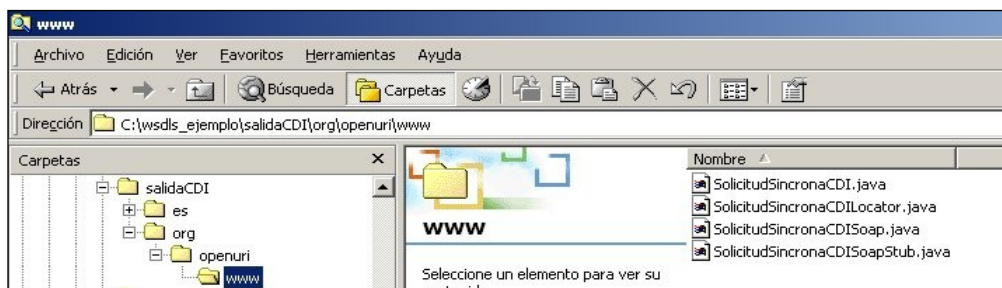 www
Archivo Edición Ver Favoritos Herramientas Ayuda
Atrás Búsqueda Carpetas
Dirección C:\wsdls_ejemplo\salidaCDI\org\openuri\www
Carpetas
salidaCDI
es
org
openuri
www
www
Seleccione un elemento para ver su
Nombre
SolicitudSincronaCDI.java
SolicitudSincronaCDILocator.java
SolicitudSincronaCDISoap.java
SolicitudSincronaCDISoapStub.java